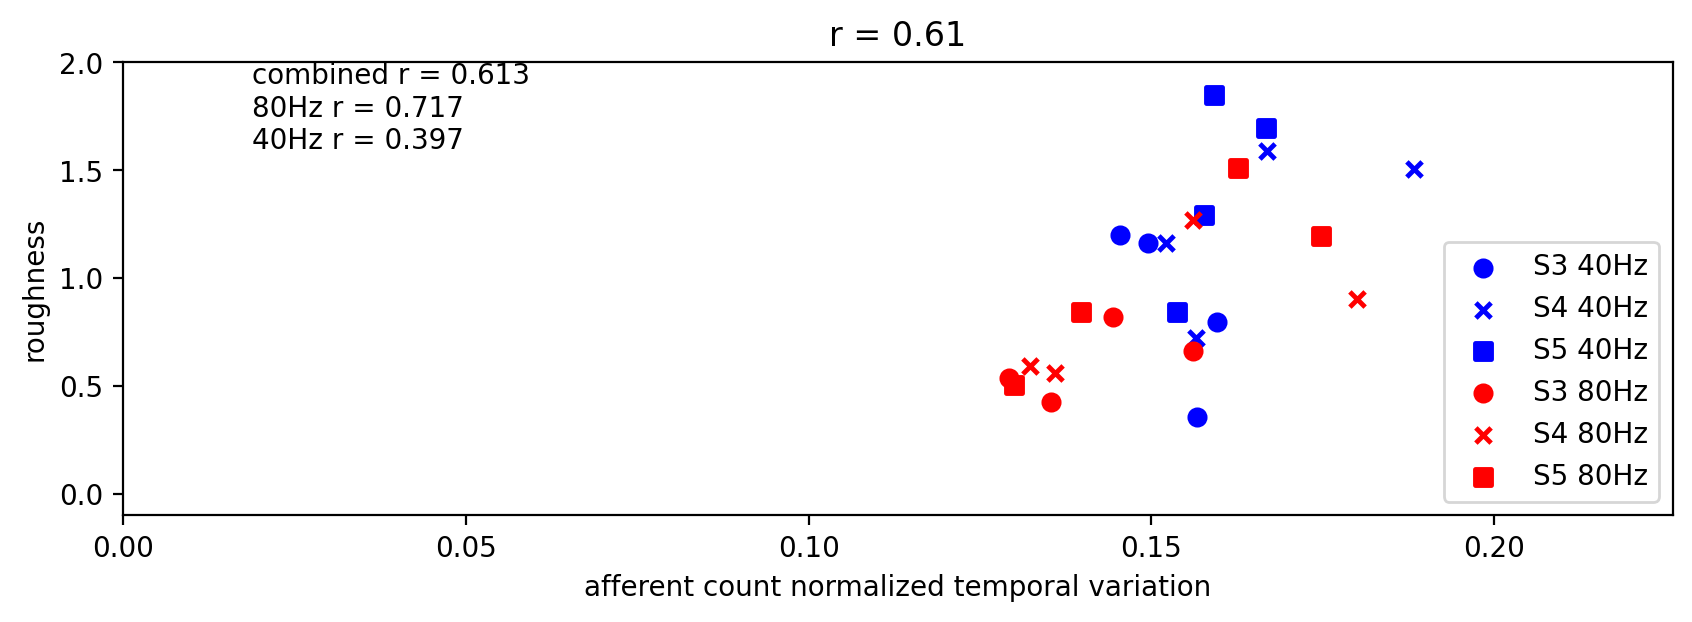 r = 0.61
combined r = 0.613
80Hz r = 0.717
40Hz r = 0.397
2.0
1.5
1.0
0.5
0.0
roughness
S3 40Hz
S4 40Hz
S5 40Hz
S3 80Hz
S4 80Hz
S5 80Hz
0.00 0.05 0.10 0.15 0.20
afferent count normalized temporal variation